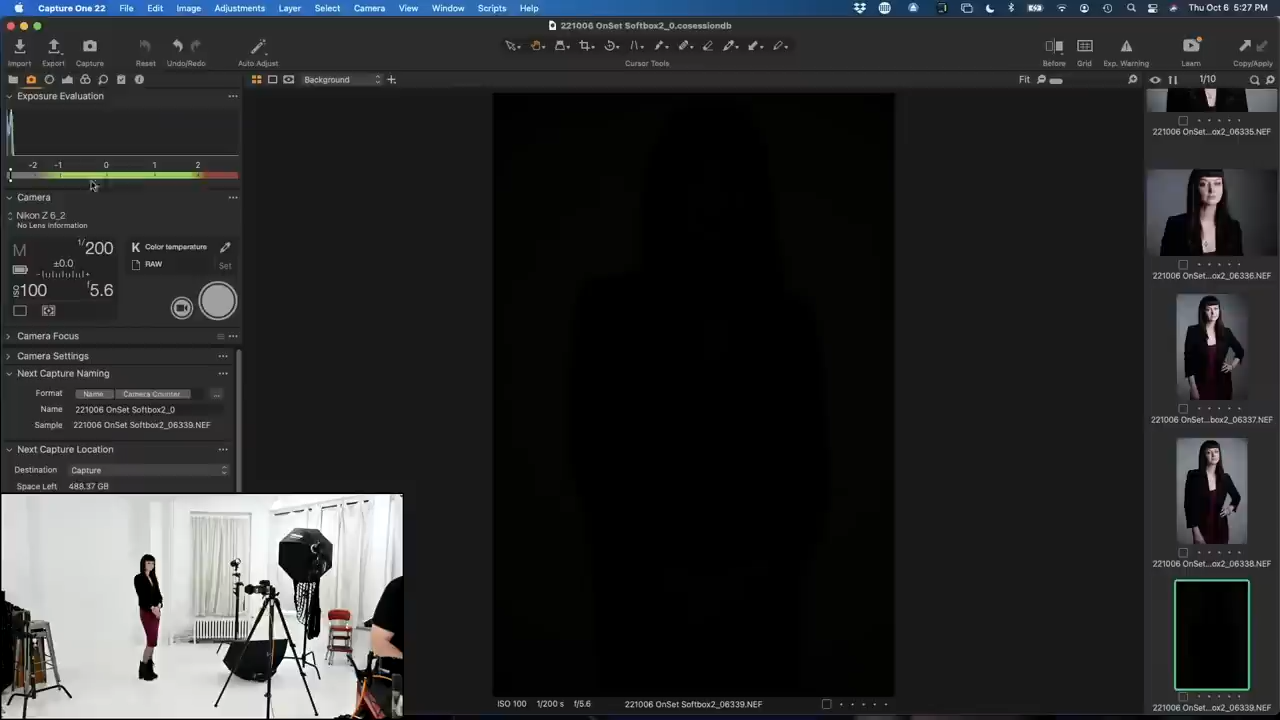 Capture One 22 File Edit Image Adjustments Layer Select Camera View Window Scripts Help Thu Oct 6 5:27 PM
221006 OnSet Softbox2_0.cosessiondb
Import Export Capture Reset Undo/Redo Auto Adjust Cursor Tools Before Grid Exp. Warning Learn Copy/Apply
Background Fit 1/10
Exposure Evaluation
-2 -1 0 1 2
Camera
Nikon Z 6_2
No Lens information
M 1/200 K Color temperature
±0.0 RAW Set
ISO 100 f5.6
Camera Focus
Camera Settings
Next Capture Naming
Format Name Camera Counter ...
Name 221006 OnSet Softbox2_0
Sample 221006 OnSet Softbox2_06339.NEF
Next Capture Location
Destination Capture
Space Left 488.37 GB
ISO 100 1/200 s f/5.6 221006 OnSet Softbox2_06339.NEF
221006 OnSet...ox2_06335.NEF
221006 OnSet...ox2_06336.NEF
221006 OnSet...box2_06337.NEF
221006 OnSet...ox2_06338.NEF
221006 OnSet...ox2_06339.NEF